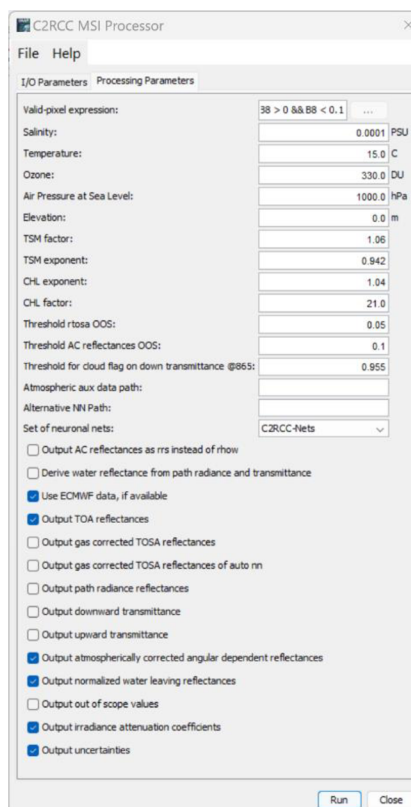 C2RCC MSI Processor
File Help
I/O Parameters Processing Parameters
Valid-pixel expression: B8 > 0 && B8 < 0.1 ...
Salinity: 0.0001 PSU
Temperature: 15.0 C
Ozone: 330.0 DU
Air Pressure at Sea Level: 1000.0 hPa
Elevation: 0.0 m
TSM factor: 1.06
TSM exponent: 0.942
CHL exponent: 1.04
CHL factor: 21.0
Threshold rtosa OOS: 0.05
Threshold AC reflectances OOS: 0.1
Threshold for cloud flag on down transmittance @865: 0.955
Atmospheric aux data path:
Alternative NN Path:
Set of neuronal nets: C2RCC-Nets
Output AC reflectances as rrs instead of rhow
Derive water reflectance from path radiance and transmittance
Use ECMWF data, if available
Output TOA reflectances
Output gas corrected TOSA reflectances
Output gas corrected TOSA reflectances of auto nn
Output path radiance reflectances
Output downward transmittance
Output upward transmittance
Output atmospherically corrected angular dependent reflectances
Output normalized water leaving reflectances
Output out of scope values
Output irradiance attenuation coefficients
Output uncertainties
Run Close